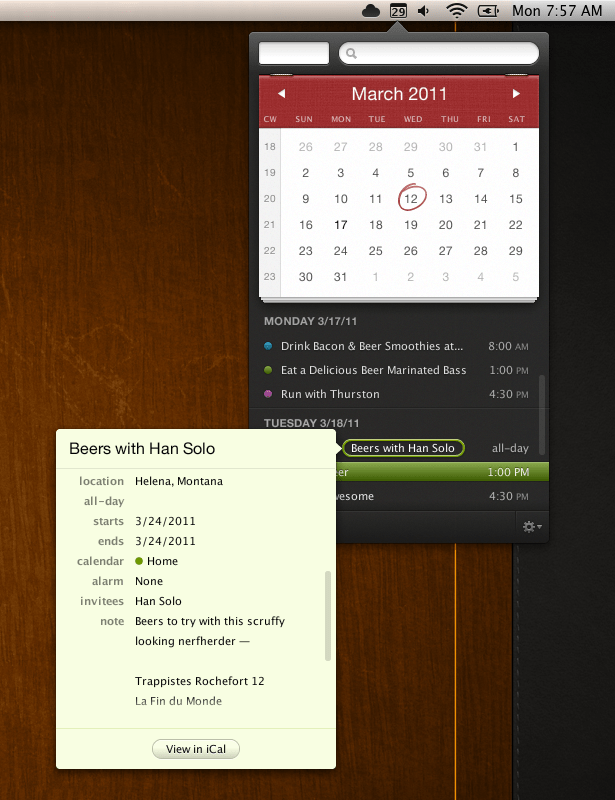 29 Mon 7:57 AM
March 2011
CW SUN MON TUE WED THU FRI SAT
18 26 27 28 29 30 31 1
19 2 3 4 5 6 7 8
20 9 10 11 12 13 14 15
21 16 17 18 19 20 21 22
22 23 24 25 26 27 28 29
23 30 31 1 2 3 4 5
MONDAY 3/17/11
Drink Bacon & Beer Smoothies at... 8:00 AM
Eat a Delicious Beer Marinated Bass 1:00 PM
Run with Thurston 4:30 PM
TUESDAY 3/18/11
Beers with Han Solo all-day
eer 1:00 PM
wesome 4:30 PM
Beers with Han Solo
location Helena, Montana
all-day
starts 3/24/2011
ends 3/24/2011
calendar Home
alarm None
invitees Han Solo
note Beers to try with this scruffy
looking nerfherder —
Trappistes Rochefort 12
La Fin du Monde
View in iCal